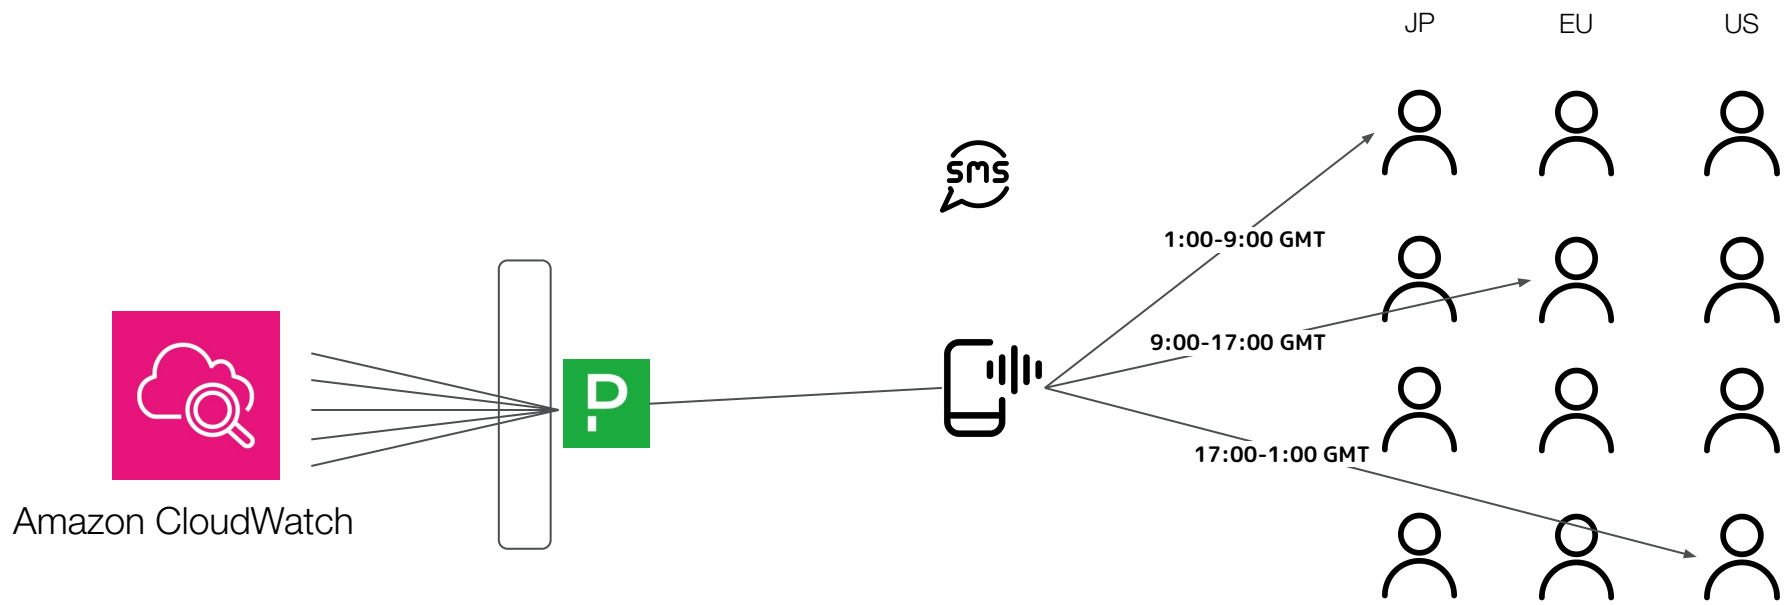 JP EU US
sms
1:00-9:00 GMT
9:00-17:00 GMT
P
17:00-1:00 GMT
Amazon CloudWatch